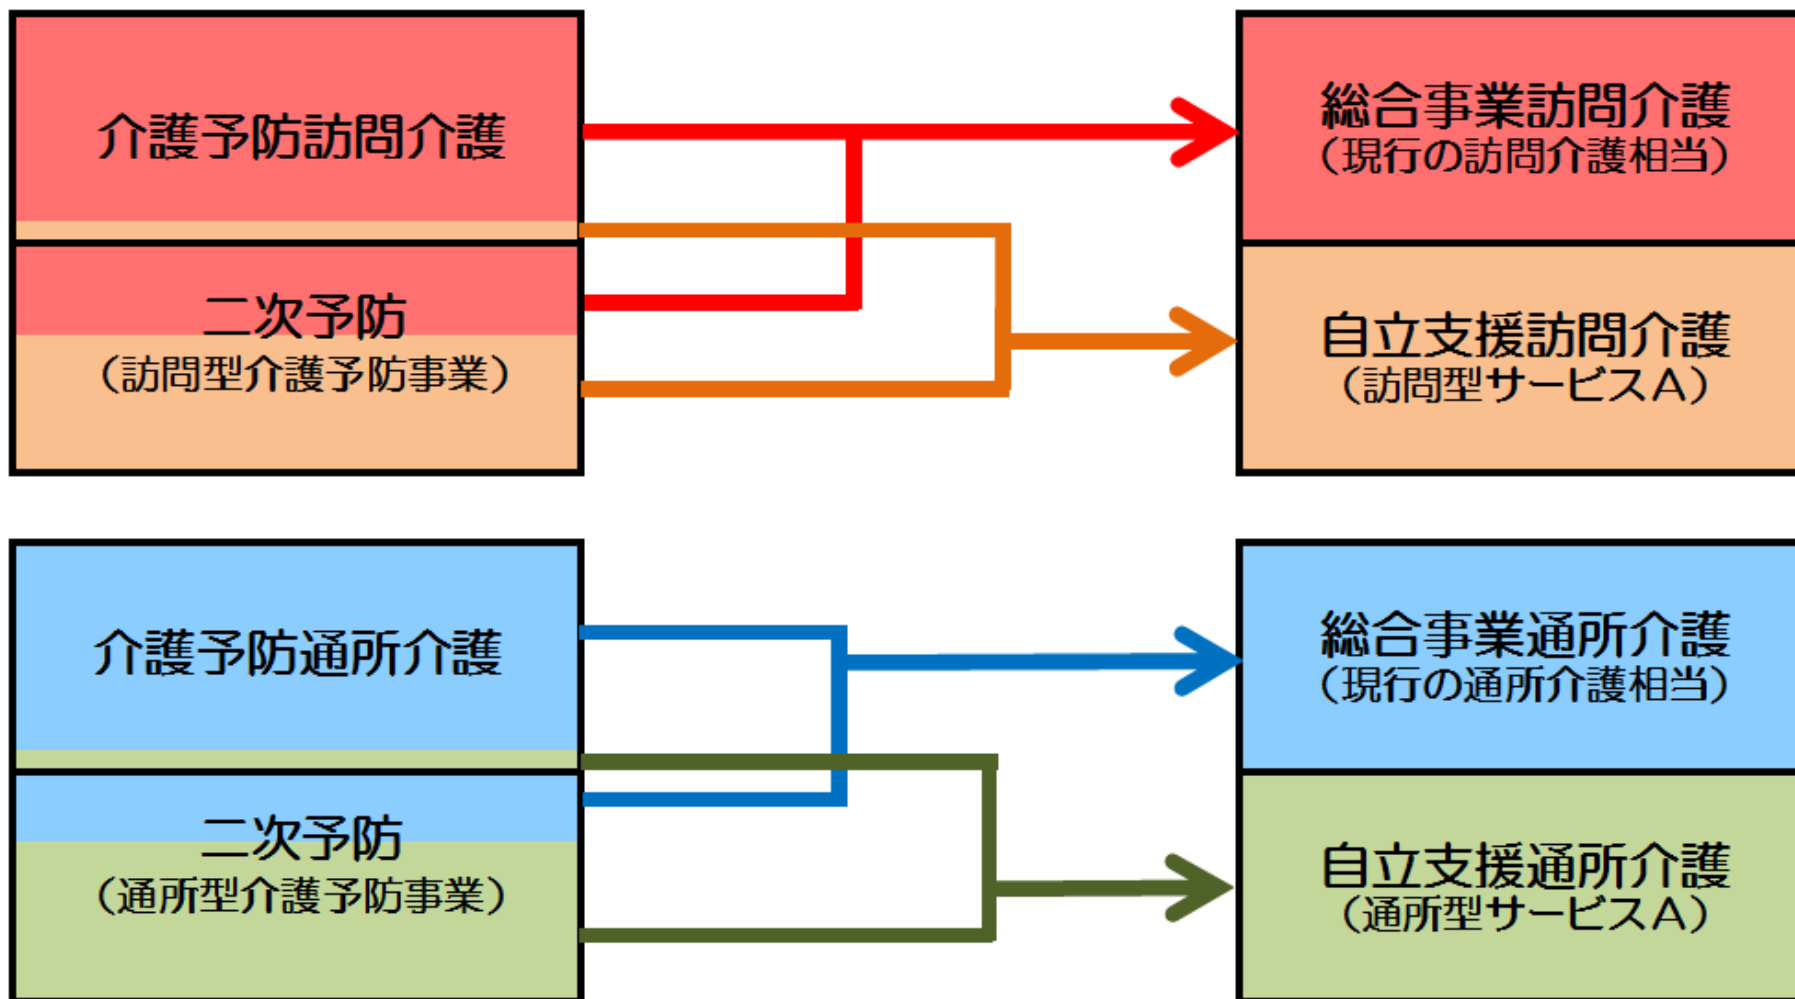 介護予防訪問介護
二次予防
（訪問型介護予防事業）
総合事業訪問介護
（現行の訪問介護相当）
自立支援訪問介護
（訪問型サービスA）
介護予防通所介護
二次予防
（通所型介護予防事業）
総合事業通所介護
（現行の通所介護相当）
自立支援通所介護
（通所型サービスA）